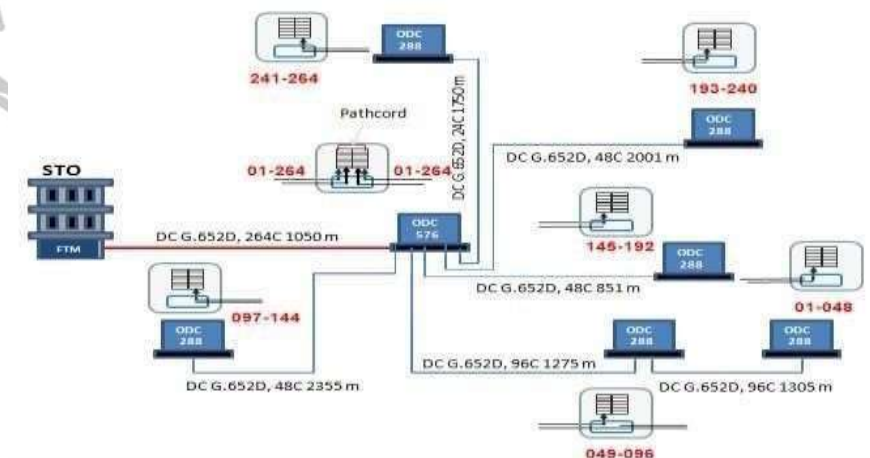 ODC
288
241-264
193-240
Pathcord
DC G.652D, 24C 1750 m
ODC
288
DC G.652D, 48C 2001 m
STO
01-264
01-264
FTM
DC G.652D, 264C 1050 m
ODC
576
145-192
ODC
288
DC G.652D, 48C 851 m
01-048
097-144
ODC
288
ODC
288
ODC
288
DC G.652D, 96C 1275 m
DC G.652D, 48C 2355 m
DC G.652D, 96C 1305 m
049-096